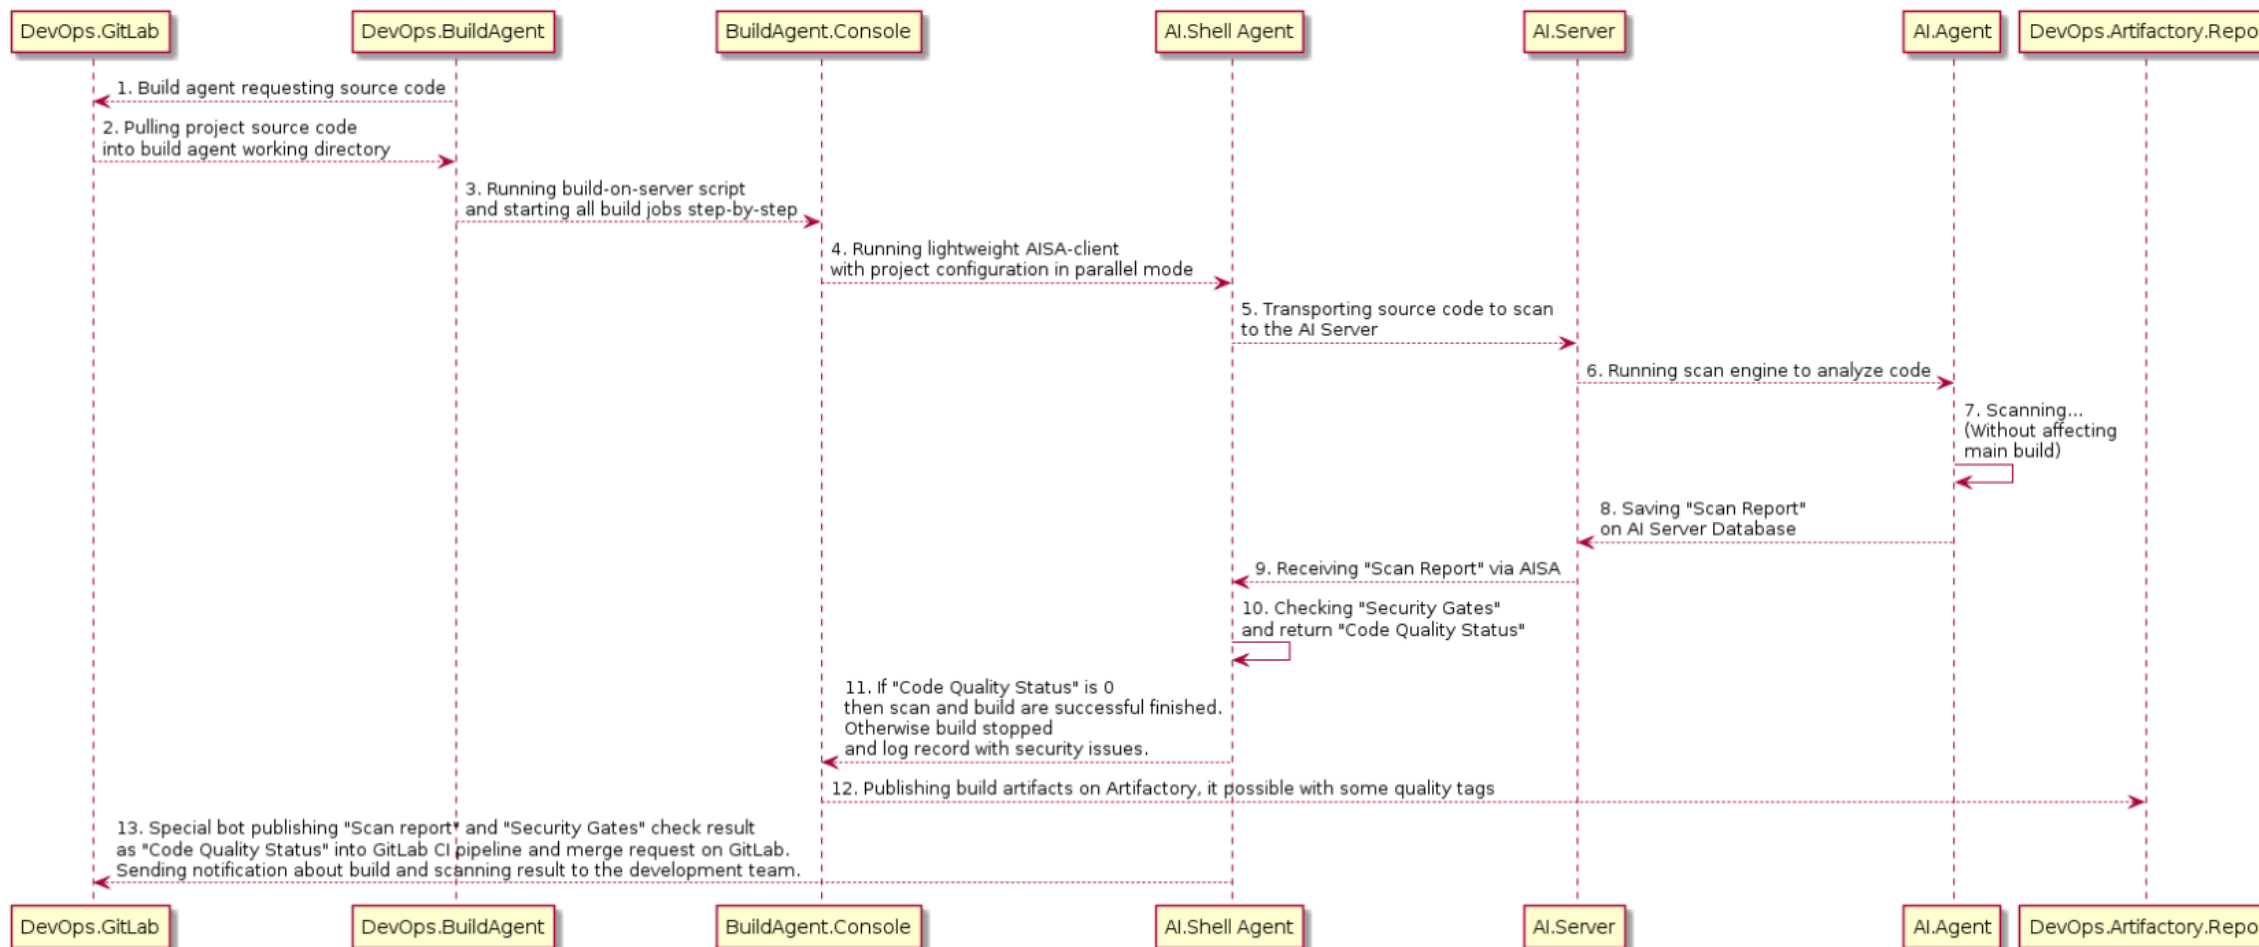 DevOps.GitLab
DevOps.BuildAgent
BuildAgent.Console
AI.Shell Agent
AI.Server
AI.Agent
DevOps.Artifactory.Repo
1. Build agent requesting source code
2. Pulling project source code
into build agent working directory
3. Running build-on-server script
and starting all build jobs step-by-step
4. Running lightweight AISA-client
with project configuration in parallel mode
5. Transporting source code to scan
to the AI Server
6. Running scan engine to analyze code
7. Scanning...
(Without affecting
main build)
8. Saving "Scan Report"
on AI Server Database
9. Receiving "Scan Report" via AISA
10. Checking "Security Gates"
and return "Code Quality Status"
11. If "Code Quality Status" is 0
then scan and build are successful finished.
Otherwise build stopped
and log record with security issues.
12. Publishing build artifacts on Artifactory, it possible with some quality tags
13. Special bot publishing "Scan report" and "Security Gates" check result
as "Code Quality Status" into GitLab CI pipeline and merge request on GitLab.
Sending notification about build and scanning result to the development team.
DevOps.GitLab
DevOps.BuildAgent
BuildAgent.Console
AI.Shell Agent
AI.Server
AI.Agent
DevOps.Artifactory.Repo